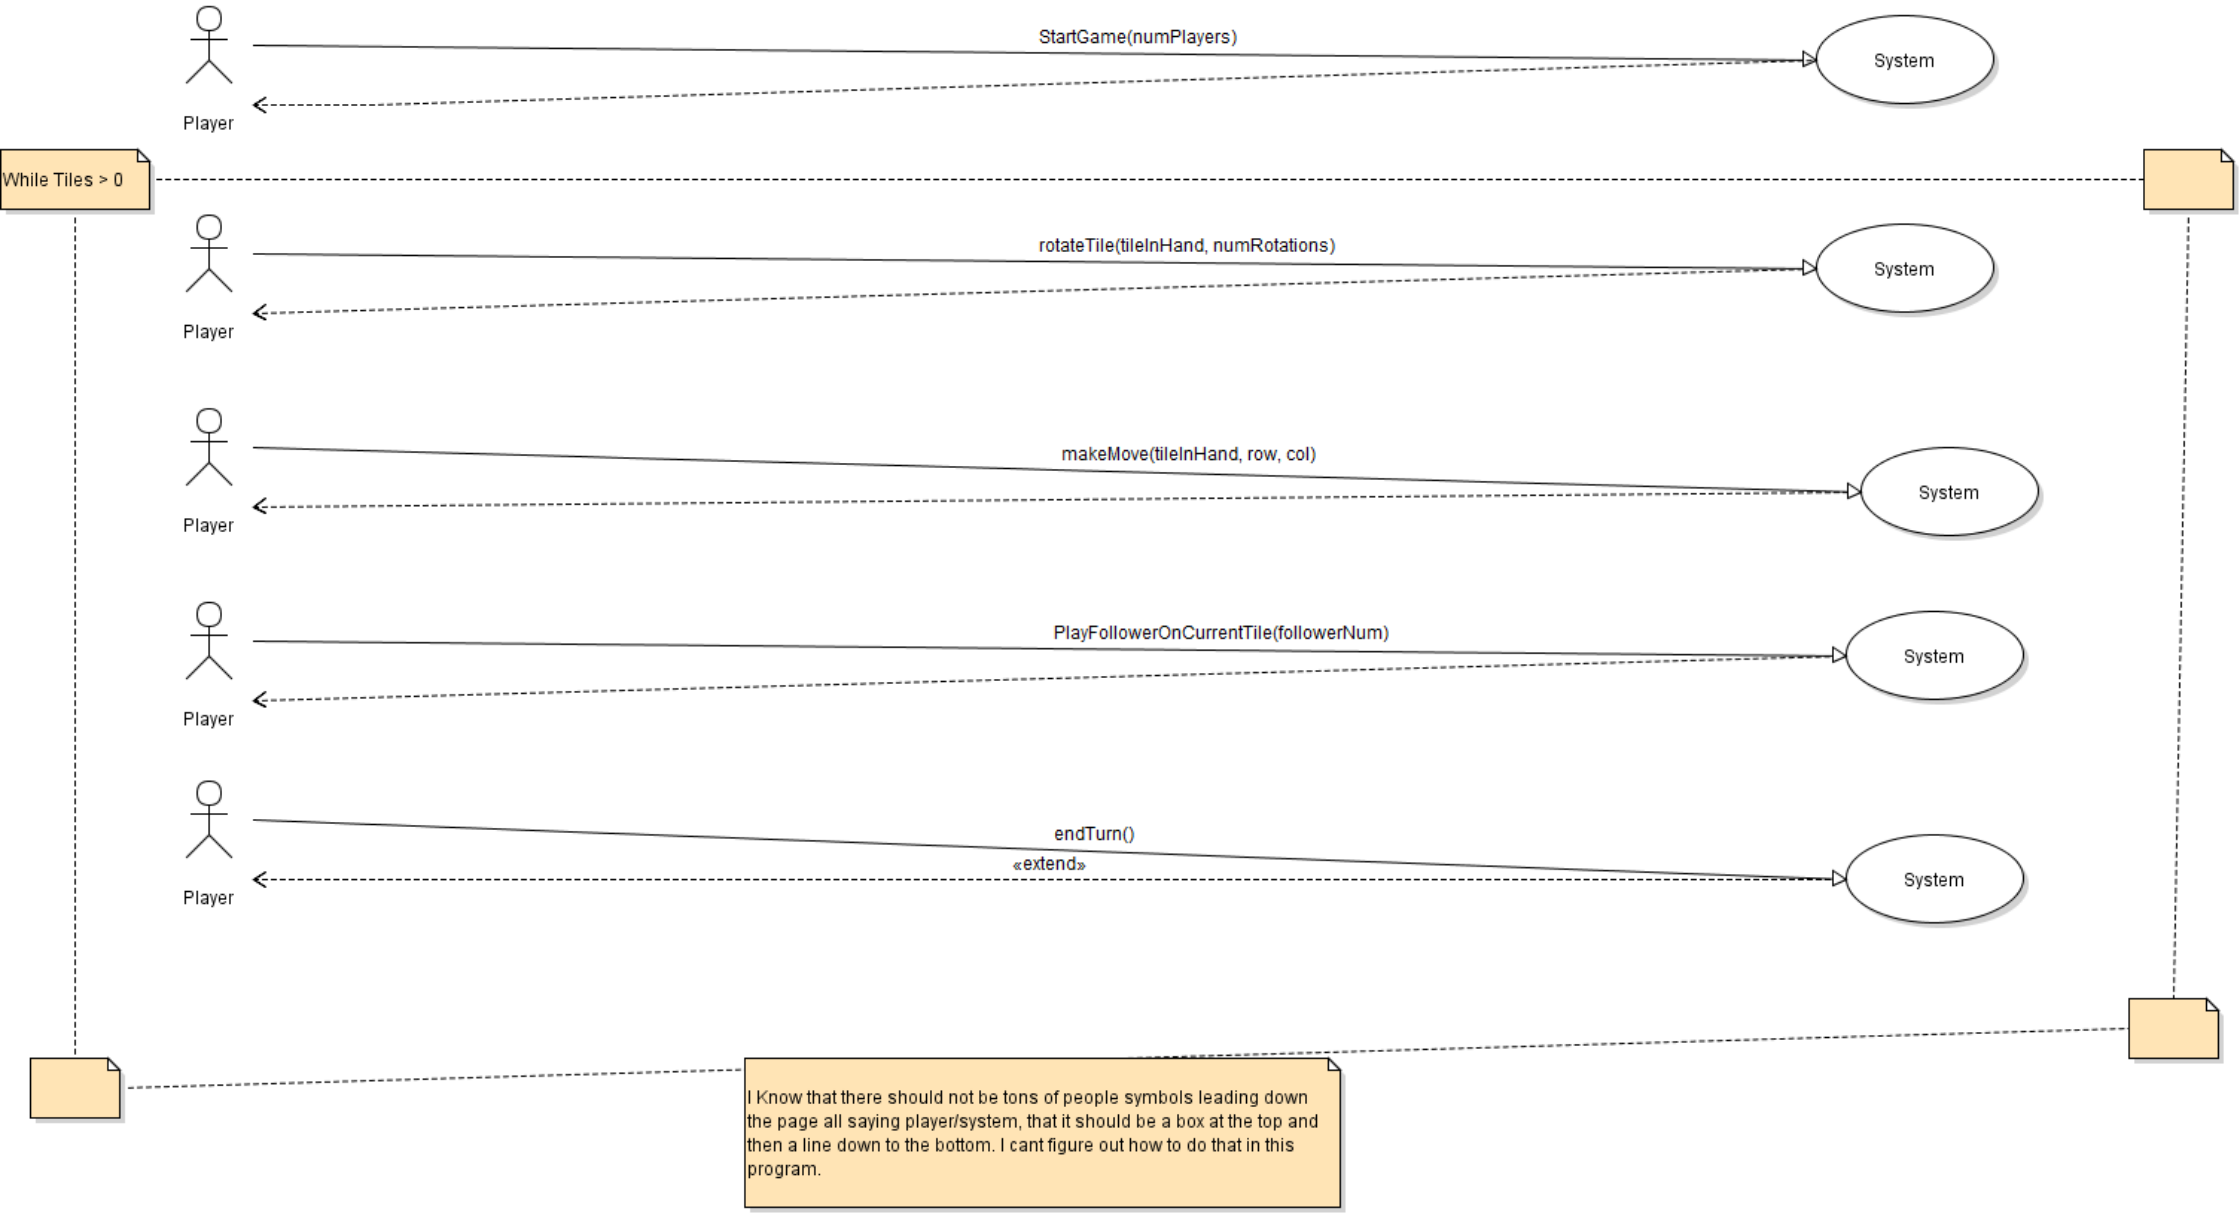 StartGame(numPlayers)
System
Player
While Tiles > 0
rotateTile(tileInHand, numRotations)
System
Player
makeMove(tileInHand, row, col)
System
Player
PlayFollowerOnCurrentTile(followerNum)
System
Player
endTurn()
«extend»
System
Player
I Know that there should not be tons of people symbols leading down
the page all saying player/system, that it should be a box at the top and
then a line down to the bottom. I cant figure out how to do that in this
program.